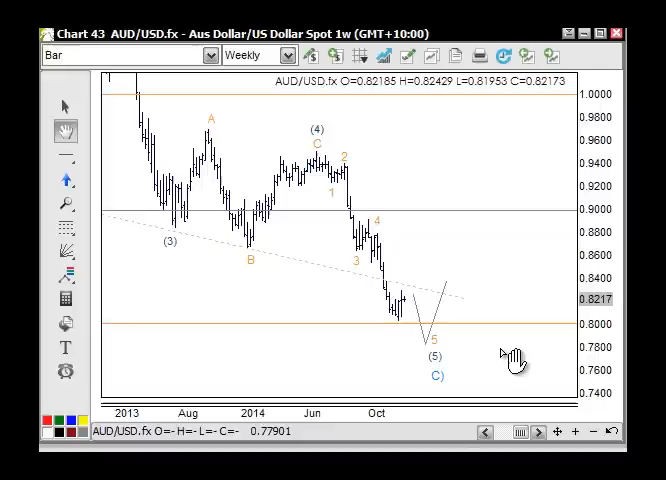 Chart 43 AUD/USD.fx - Aus Dollar/US Dollar Spot 1w (GMT+10:00)
Bar
Weekly
AUD/USD.fx O=0.82185 H=0.82429 L=0.81953 C=0.82173
1.0000
0.9800
0.9600
0.9400
0.9200
0.9000
0.8800
0.8600
0.8400
0.8217
0.8000
0.7800
0.7600
0.7400
A
(4)
C
2
1
4
(3)
B
3
5
(5)
C)
T
2013 Aug 2014 Jun Oct
AUD/USD.fx O=- H=- L=- C=- 0.77901